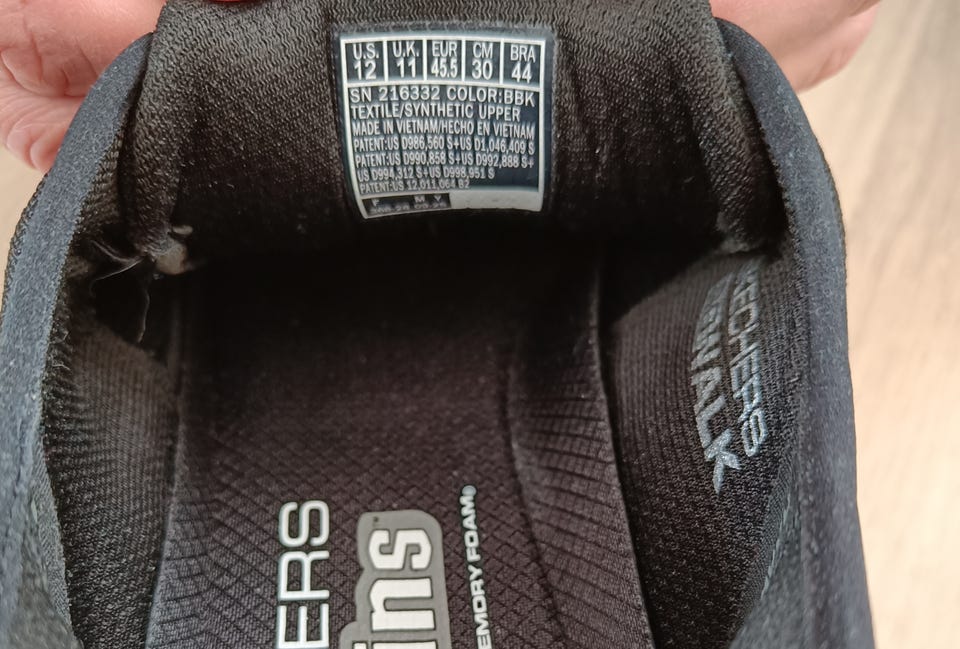 U.S. U.K. EUR CM BRA
12 11 45.5 30 44
SN 216332 COLOR:BBK
TEXTILE/SYNTHETIC UPPER
MADE IN VIETNAM/HECHO EN VIETNAM
PATENT:US D986,560 S+US D1,046,409 S
PATENT:US D990,858 S+US D992,888 S+
US D994,312 S+US D998,951 S
PATENT:US 12,011,064 B2
F M Y
KECHERS
WALK
ERS
ins
EMORY FOAM